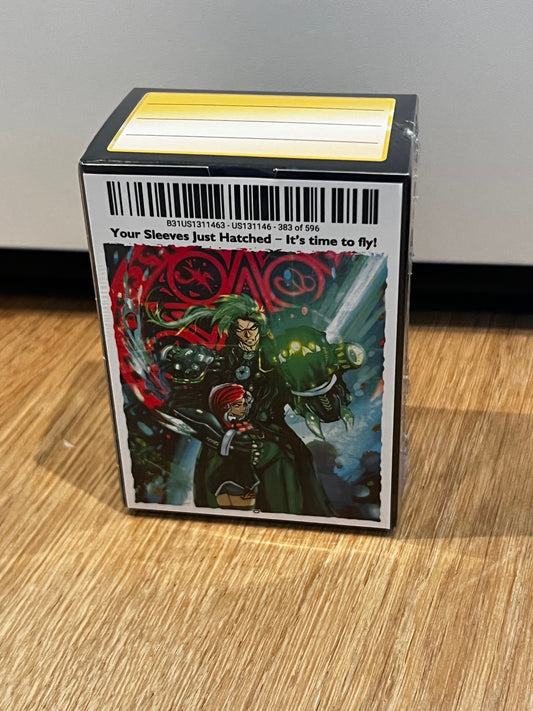 B31US1311463 - US131146 - 383 of 596
Your Sleeves Just Hatched – It's time to fly!